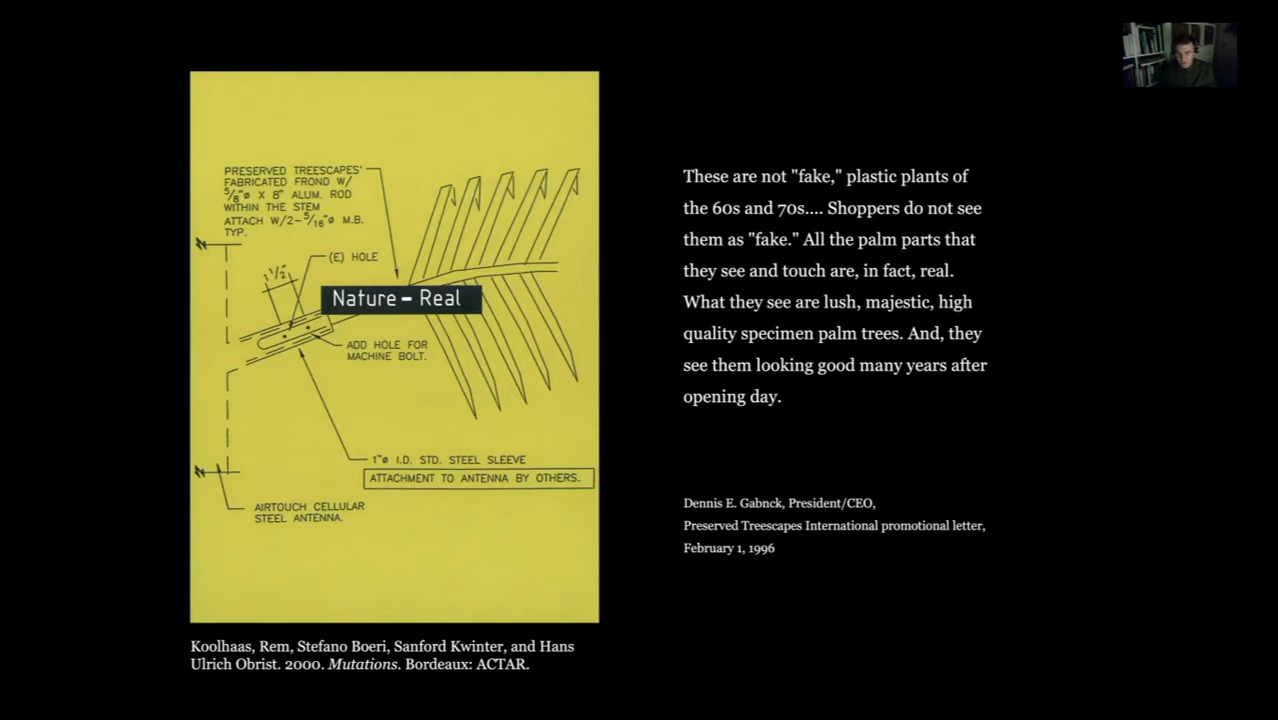 PRESERVED TREESCAPES'
FABRICATED FROND W/
5/8"ø X 8" ALUM. ROD
WITHIN THE STEM
ATTACH W/2-5/16"ø M.B.
TYP.
(E) HOLE
1 1/2"
Nature - Real
ADD HOLE FOR
MACHINE BOLT.
1"ø I.D. STD. STEEL SLEEVE
ATTACHMENT TO ANTENNA BY OTHERS.
AIRTOUCH CELLULAR
STEEL ANTENNA.
Koolhaas, Rem, Stefano Boeri, Sanford Kwinter, and Hans
Ulrich Obrist. 2000. Mutations. Bordeaux: ACTAR.
These are not "fake," plastic plants of
the 60s and 70s.... Shoppers do not see
them as "fake." All the palm parts that
they see and touch are, in fact, real.
What they see are lush, majestic, high
quality specimen palm trees. And, they
see them looking good many years after
opening day.
Dennis E. Gabnck, President/CEO,
Preserved Treescapes International promotional letter,
February 1, 1996